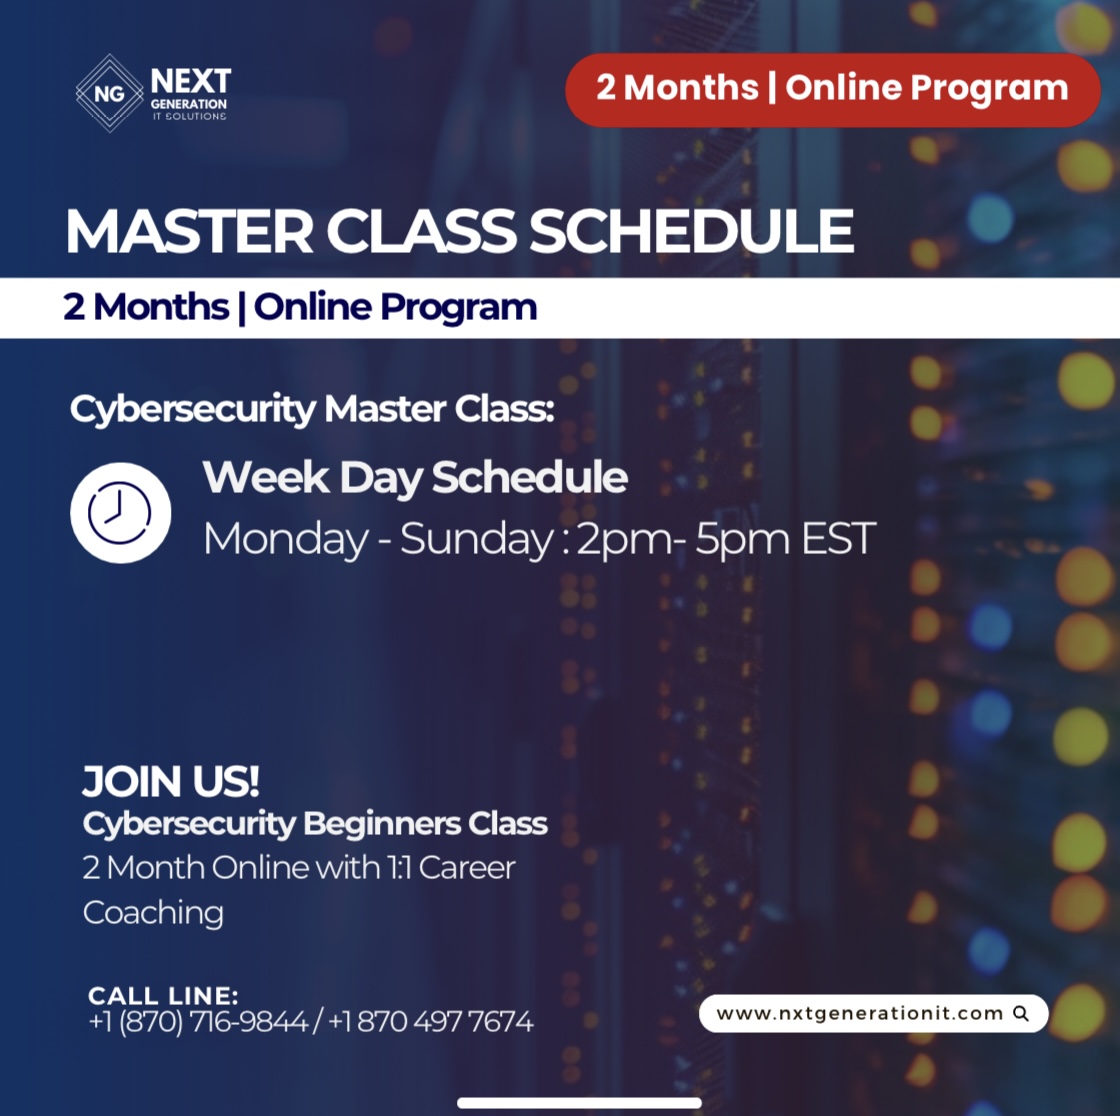 NG
NEXT
GENERATION
IT SOLUTIONS
2 Months | Online Program
MASTER CLASS SCHEDULE
2 Months | Online Program
Cybersecurity Master Class:
Week Day Schedule
Monday - Sunday : 2pm- 5pm EST
JOIN US!
Cybersecurity Beginners Class
2 Month Online with 1:1 Career
Coaching
CALL LINE:
+1 (870) 716-9844 / +1 870 497 7674
www.nxtgenerationit.com